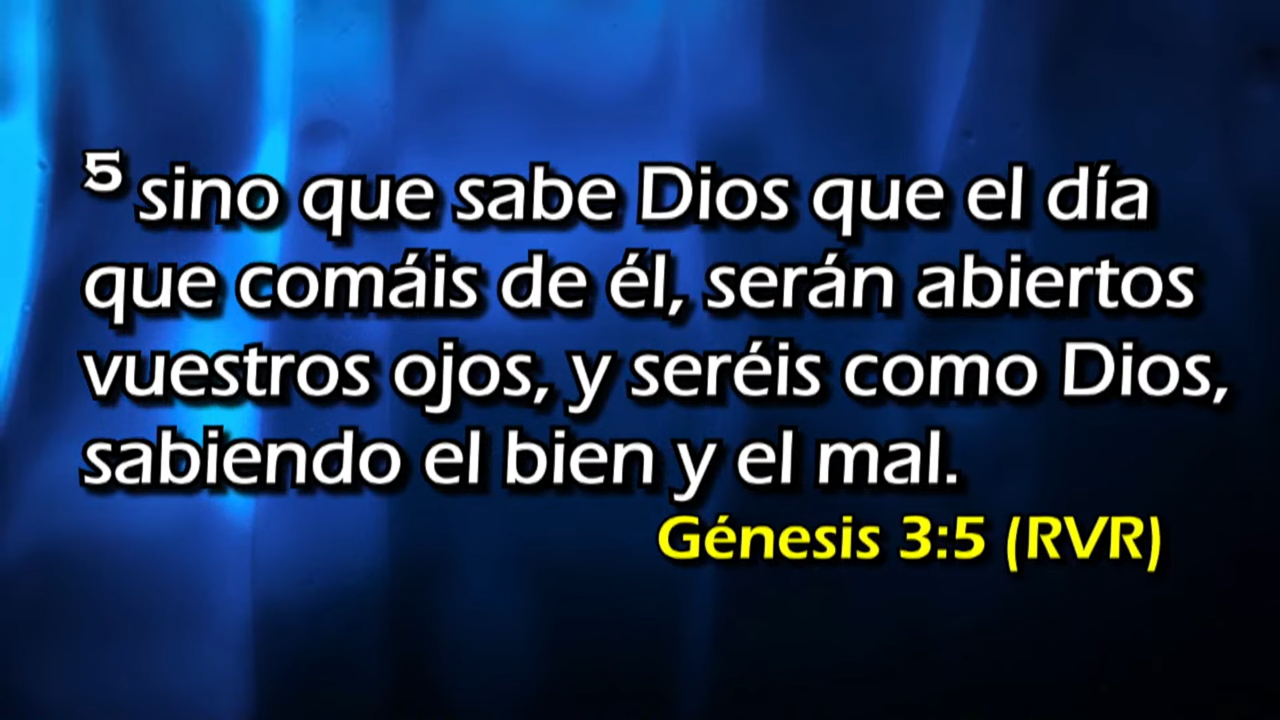 5 sino que sabe Dios que el día
que comáis de él, serán abiertos
vuestros ojos, y seréis como Dios,
sabiendo el bien y el mal.
Génesis 3:5 (RVR)